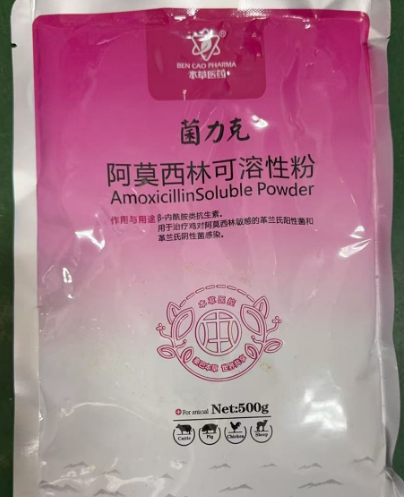 BEN CAO PHARMA
本草医药
菌力克
阿莫西林可溶性粉
AmoxicillinSoluble Powder
作用与用途 β-内酰胺类抗生素。
用于治疗鸡对阿莫西林敏感的革兰氏阳性菌和
革兰氏阴性菌感染。
For animal Net:500g
Cattle Pig Chicken Sheep